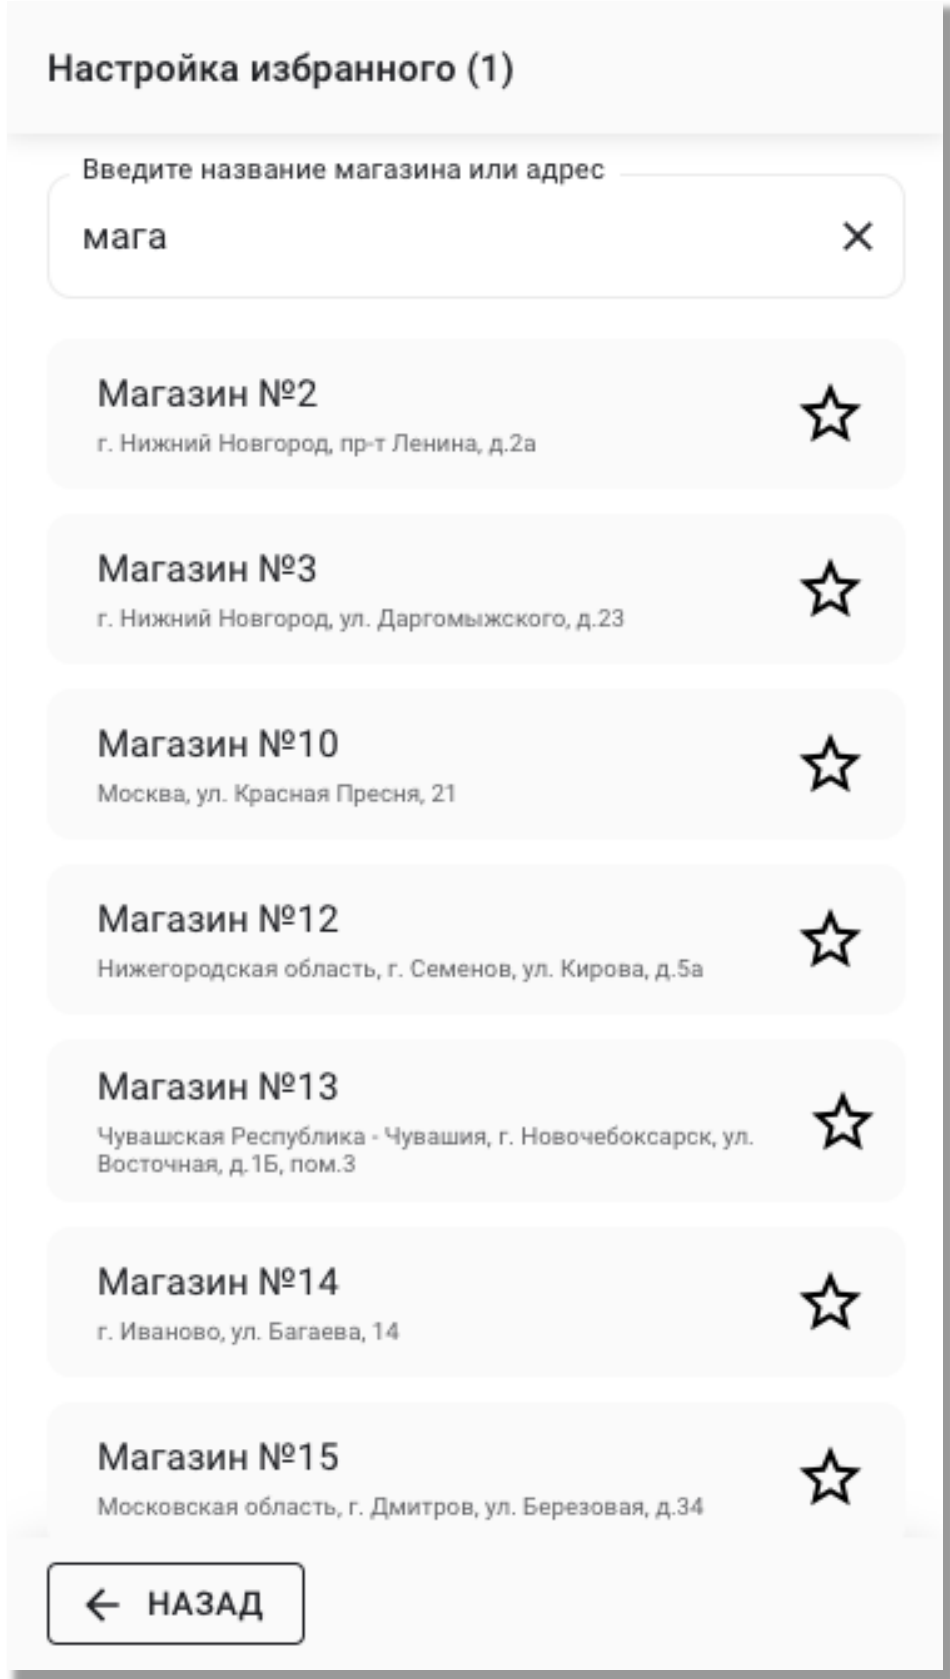 Настройка избранного (1)
Введите название магазина или адрес
мага
Магазин №2
г. Нижний Новгород, пр-т Ленина, д.2а
Магазин №3
г. Нижний Новгород, ул. Даргомыжского, д.23
Магазин №10
Москва, ул. Красная Пресня, 21
Магазин №12
Нижегородская область, г. Семенов, ул. Кирова, д.5а
Магазин №13
Чувашская Республика - Чувашия, г. Новочебоксарск, ул.
Восточная, д.1Б, пом.3
Магазин №14
г. Иваново, ул. Багаева, 14
Магазин №15
Московская область, г. Дмитров, ул. Березовая, д.34
НАЗАД